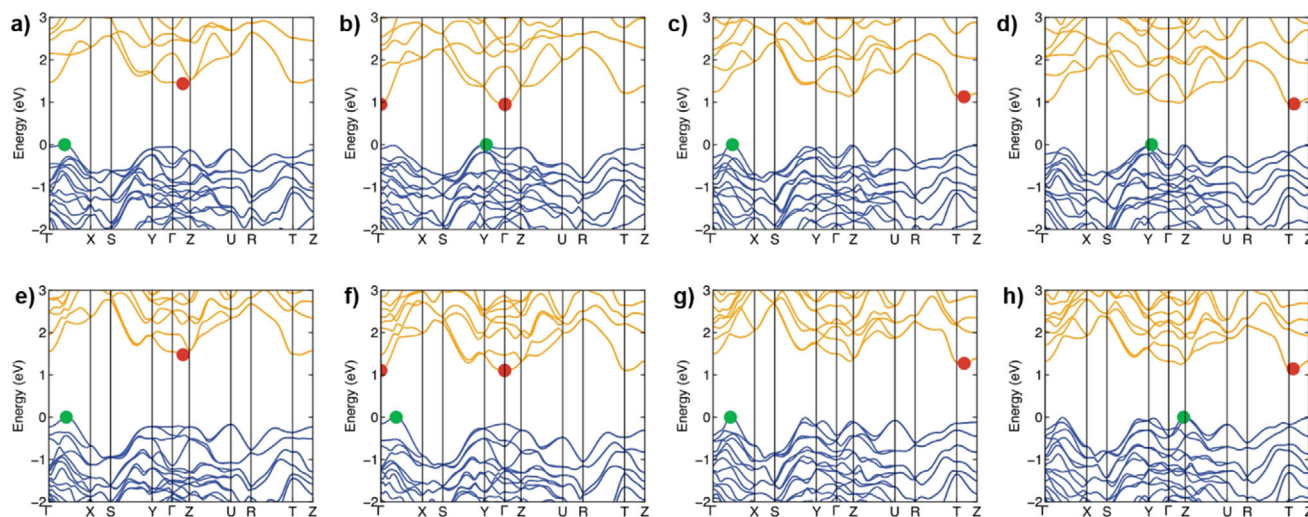 a)
3
2
1
0
−1
−2
Energy (eV)
Γ X S Y Γ Z U R T Z
b)
3
2
1
0
−1
−2
Energy (eV)
Γ X S Y Γ Z U R T Z
c)
3
2
1
0
−1
−2
Energy (eV)
Γ X S Y Γ Z U R T Z
d)
3
2
1
0
−1
−2
Energy (eV)
Γ X S Y Γ Z U R T Z
e)
3
2
1
0
−1
−2
Energy (eV)
Γ X S Y Γ Z U R T Z
f)
3
2
1
0
−1
−2
Energy (eV)
Γ X S Y Γ Z U R T Z
g)
3
2
1
0
−1
−2
Energy (eV)
Γ X S Y Γ Z U R T Z
h)
3
2
1
0
−1
−2
Energy (eV)
Γ X S Y Γ Z U R T Z